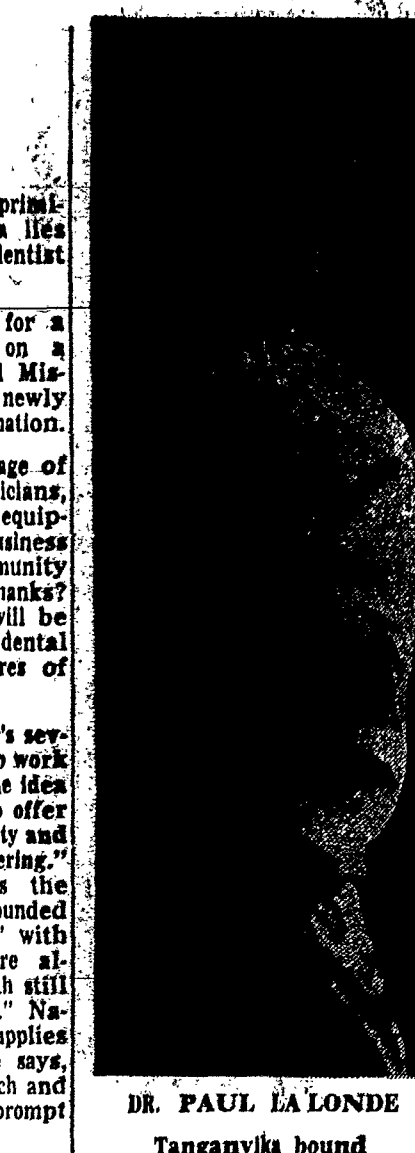 primi-
a lies
dentist
for a
on a
Mis-
newly
nation.
age of
icians,
equip-
usiness
munity
hanks?
will be
dental
res of
's sev-
o work
e idea
o offer
ty and
ering."
s the
ounded
" with
re al-
h still
." Na-
upplies
says,
ch and
prompt
DR. PAUL LA LONDE
Tanganyika bound